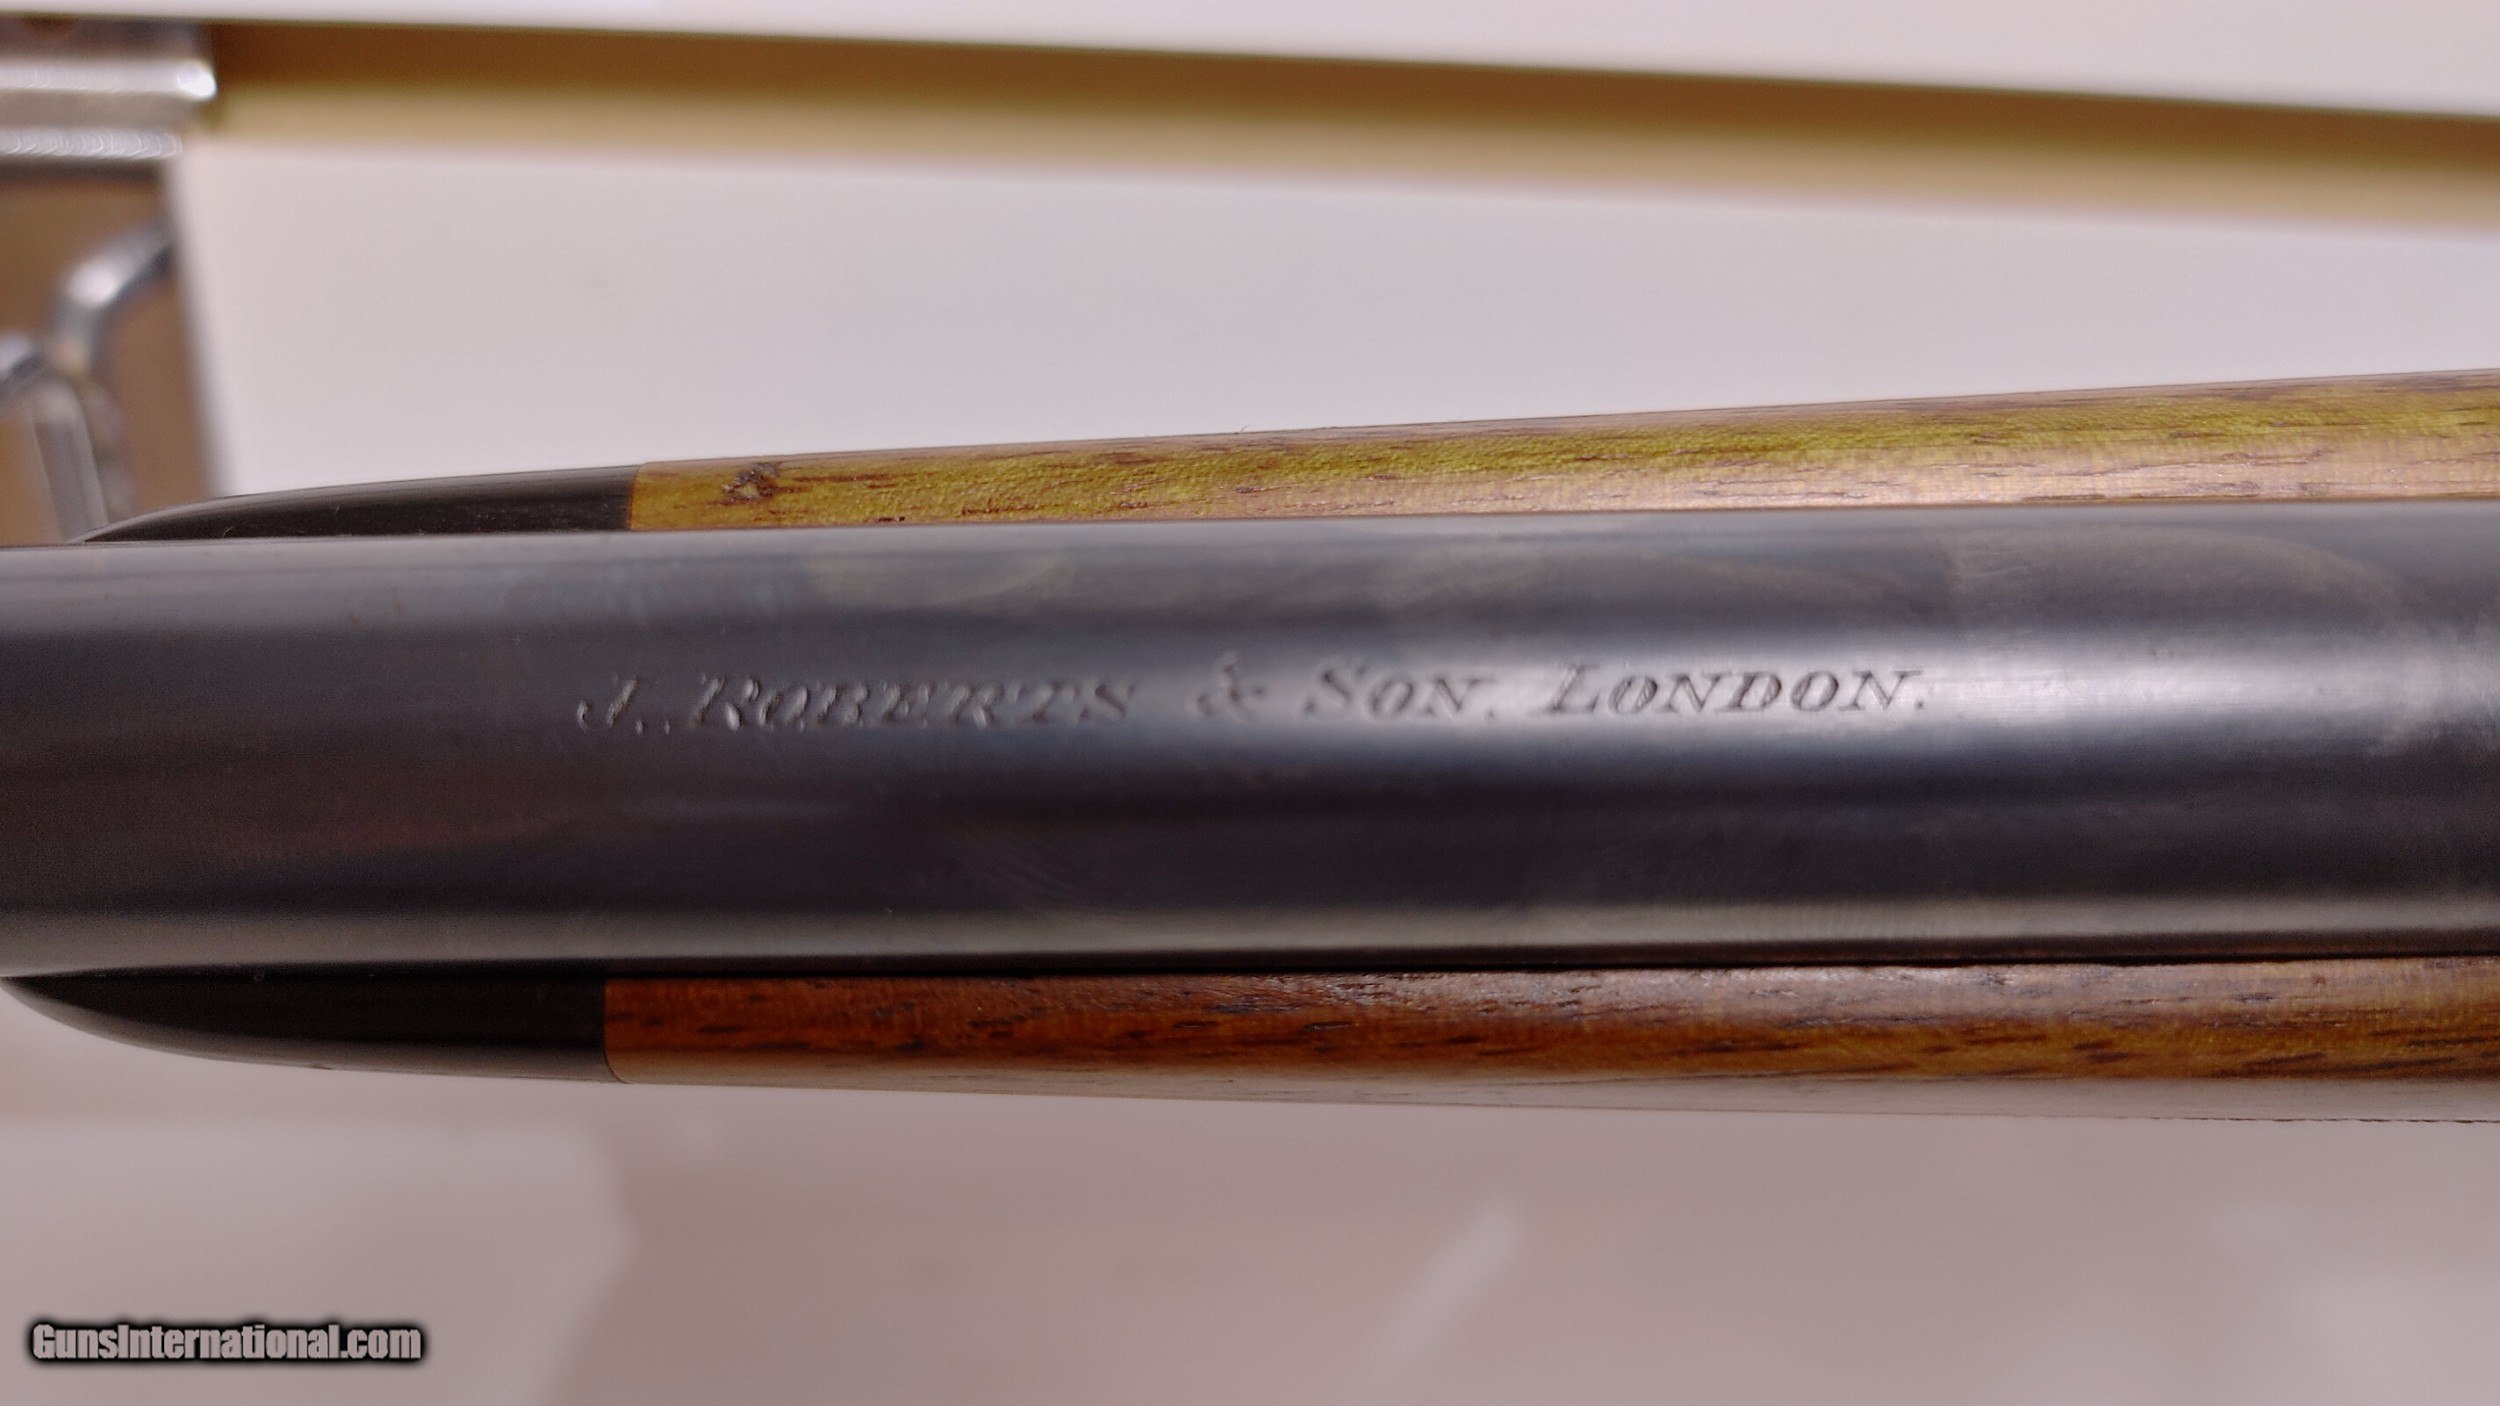 J. ROBERTS & SON. LONDON.
GunsInternational.com